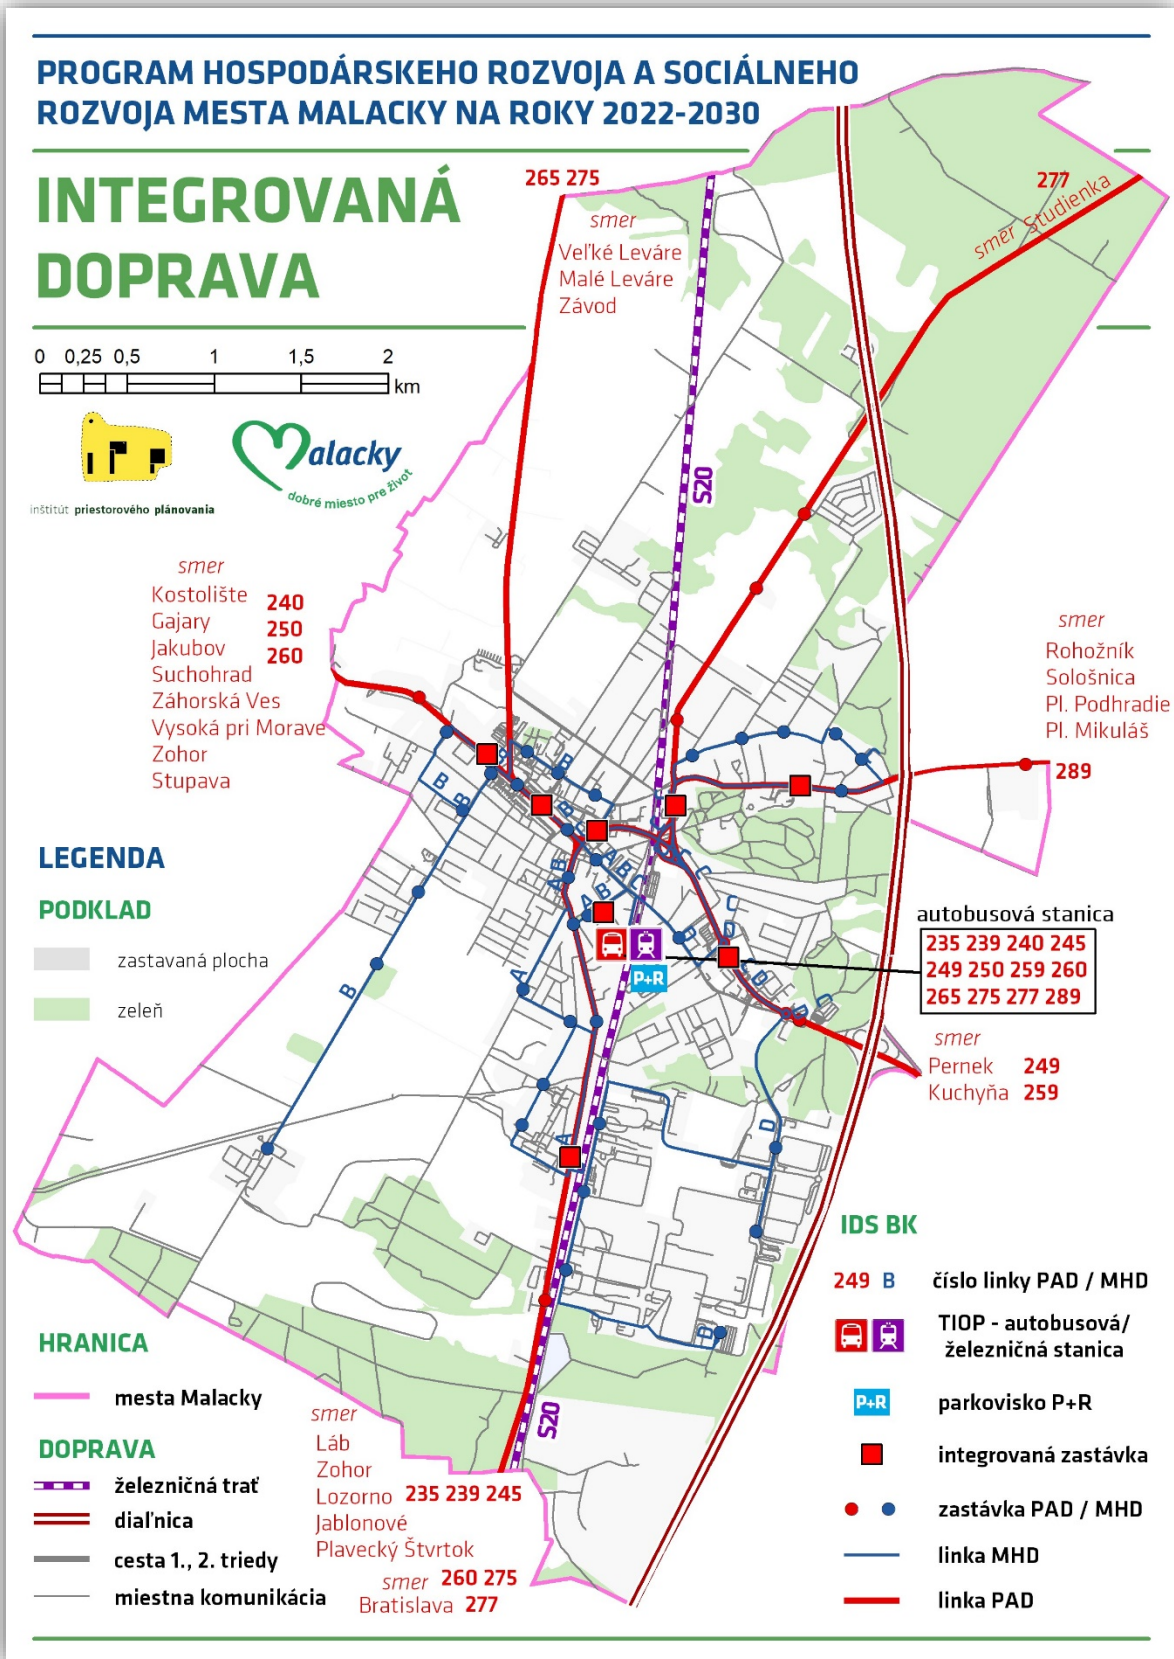 PROGRAM HOSPODÁRSKEHO ROZVOJA A SOCIÁLNEHO
ROZVOJA MESTA MALACKY NA ROKY 2022-2030
INTEGROVANÁ
DOPRAVA
0 0,25 0,5 1 1,5 2
km
inštitút priestorového plánovania
Malacky
dobré miesto pre život
265 275
smer
Veľké Leváre
Malé Leváre
Závod
277
smer Studienka
S20
smer
Kostolište 240
Gajary 250
Jakubov 260
Suchohrad
Záhorská Ves
Vysoká pri Morave
Zohor
Stupava
smer
Rohožník
Sološnica
Pl. Podhradie
Pl. Mikuláš
289
B
B
B
B
B
A B C
A B
A B
C
C
C
D
D
C
D
D
C
A
B
A
D
D
P+R
autobusová stanica
235 239 240 245
249 250 259 260
265 275 277 289
smer
Pernek 249
Kuchyňa 259
LEGENDA
PODKLAD
zastavaná plocha
zeleň
HRANICA
mesta Malacky
DOPRAVA
železničná trať
diaľnica
cesta 1., 2. triedy
miestna komunikácia
S20
smer
Láb
Zohor
Lozorno 235 239 245
Jablonové
Plavecký Štvrtok
smer 260 275
Bratislava 277
IDS BK
249 B číslo linky PAD / MHD
TIOP - autobusová/
železničná stanica
P+R parkovisko P+R
integrovaná zastávka
zastávka PAD / MHD
linka MHD
linka PAD